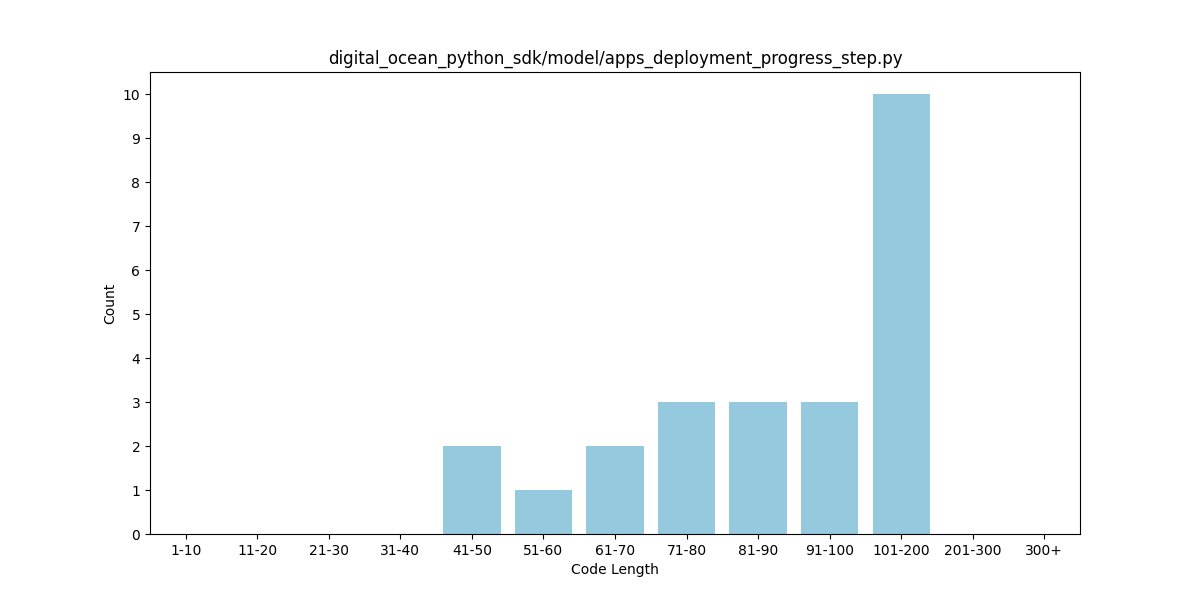 digital_ocean_python_sdk/model/apps_deployment_progress_step.py
10
9
8
7
6
5
4
3
2
1
0
Count
1-10 11-20 21-30 31-40 41-50 51-60 61-70 71-80 81-90 91-100 101-200 201-300 300+
Code Length